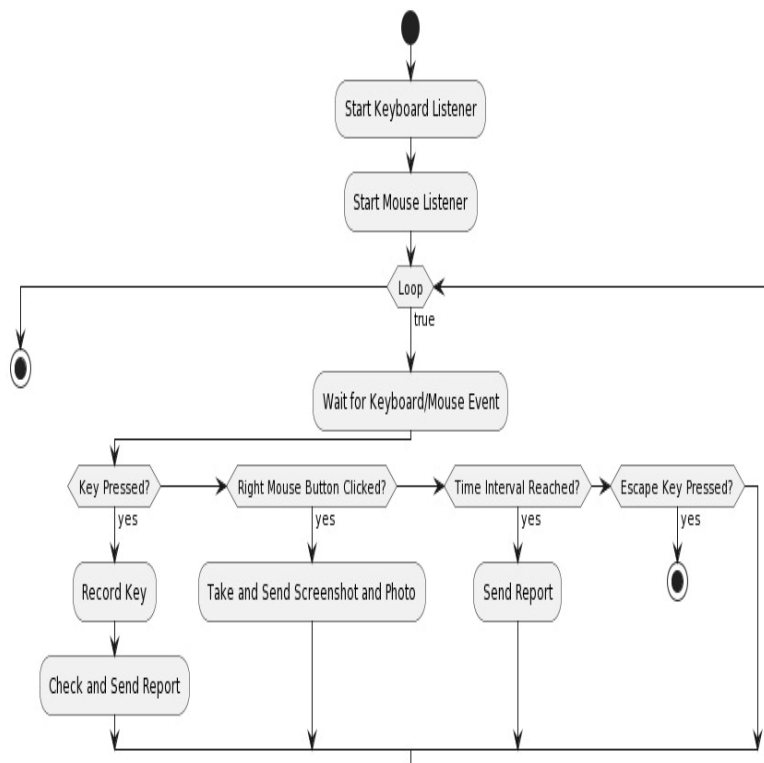 Start Keyboard Listener
Start Mouse Listener
Loop
true
Wait for Keyboard/Mouse Event
Key Pressed?
Right Mouse Button Clicked?
Time Interval Reached?
Escape Key Pressed?
yes
yes
yes
yes
Record Key
Take and Send Screenshot and Photo
Send Report
Check and Send Report